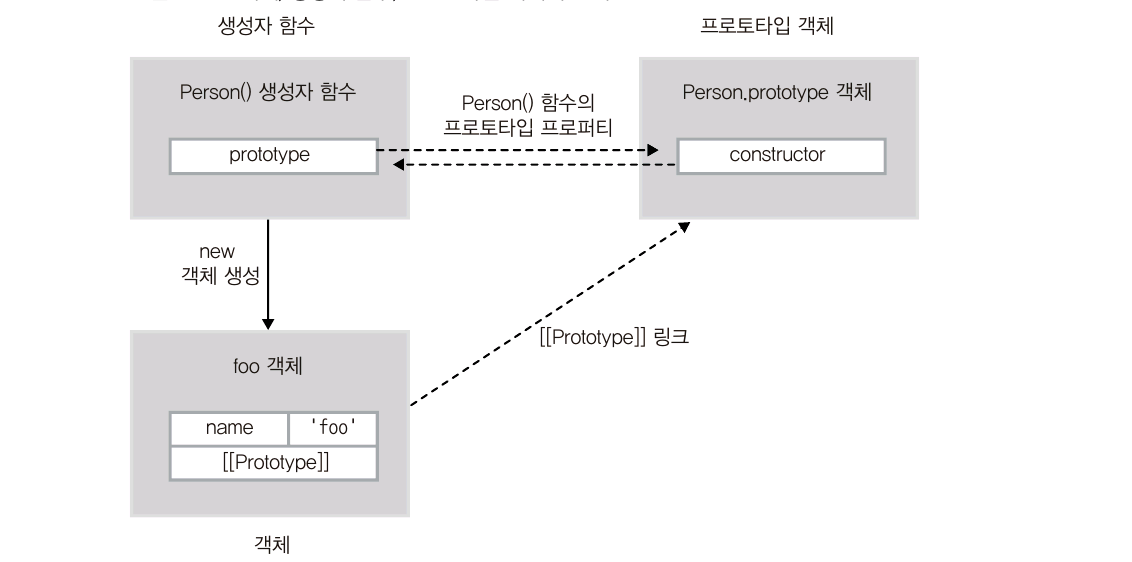 생성자 함수
프로토타입 객체
Person() 생성자 함수
Person.prototype 객체
Person() 함수의
프로토타입 프로퍼티
prototype
constructor
new
객체 생성
[[Prototype]] 링크
foo 객체
name
'foo'
[[Prototype]]
객체